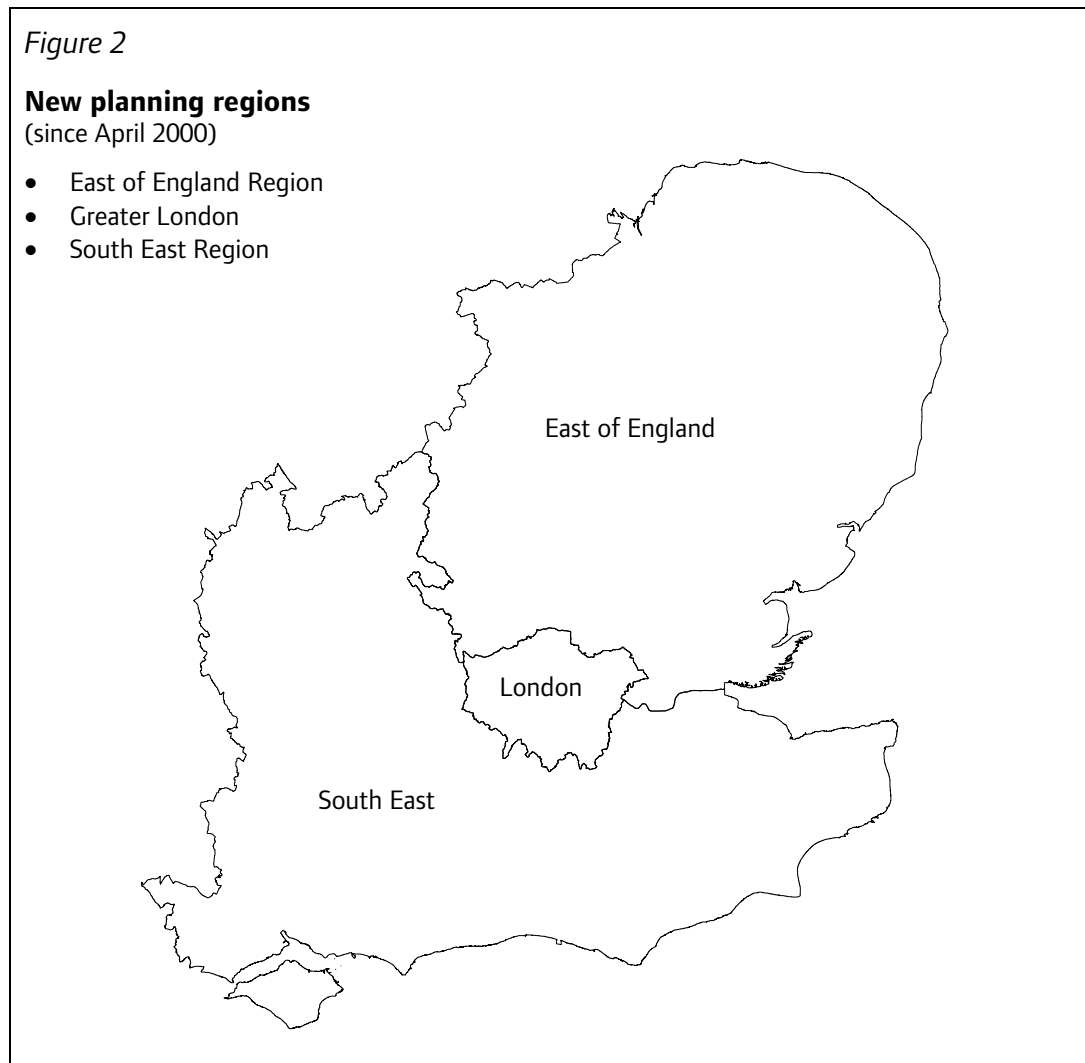 Figure 2
New planning regions
(since April 2000)
• East of England Region
• Greater London
• South East Region
East of England
London
South East